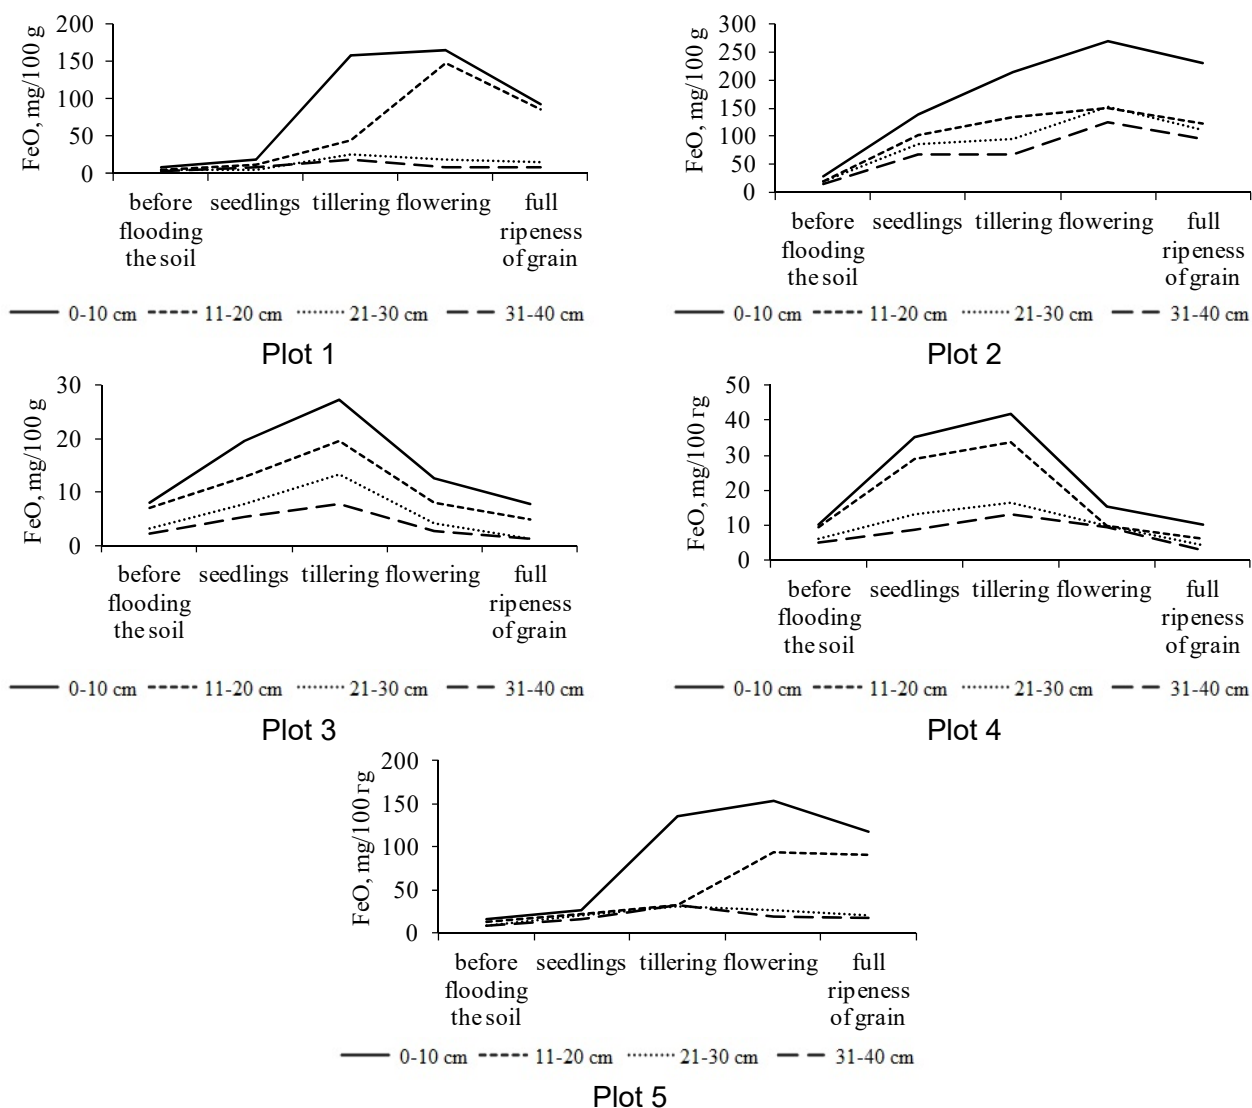 FeO, mg/100 g
200
150
100
50
0
before flooding the soil
seedlings
tillering
flowering
full ripeness of grain
0-10 cm
11-20 cm
21-30 cm
31-40 cm
Plot 1
FeO, mg/100 g
300
250
200
150
100
50
0
before flooding the soil
seedlings
tillering
flowering
full ripeness of grain
0-10 cm
11-20 cm
21-30 cm
31-40 cm
Plot 2
FeO, mg/100 g
30
20
10
0
before flooding the soil
seedlings
tillering
flowering
full ripeness of grain
0-10 cm
11-20 cm
21-30 cm
31-40 cm
Plot 3
FeO, mg/100 rg
50
40
30
20
10
0
before flooding the soil
seedlings
tillering
flowering
full ripeness of grain
0-10 cm
11-20 cm
21-30 cm
31-40 cm
Plot 4
FeO, mg/100 rg
200
150
100
50
0
before flooding the soil
seedlings
tillering
flowering
full ripeness of grain
0-10 cm
11-20 cm
21-30 cm
31-40 cm
Plot 5